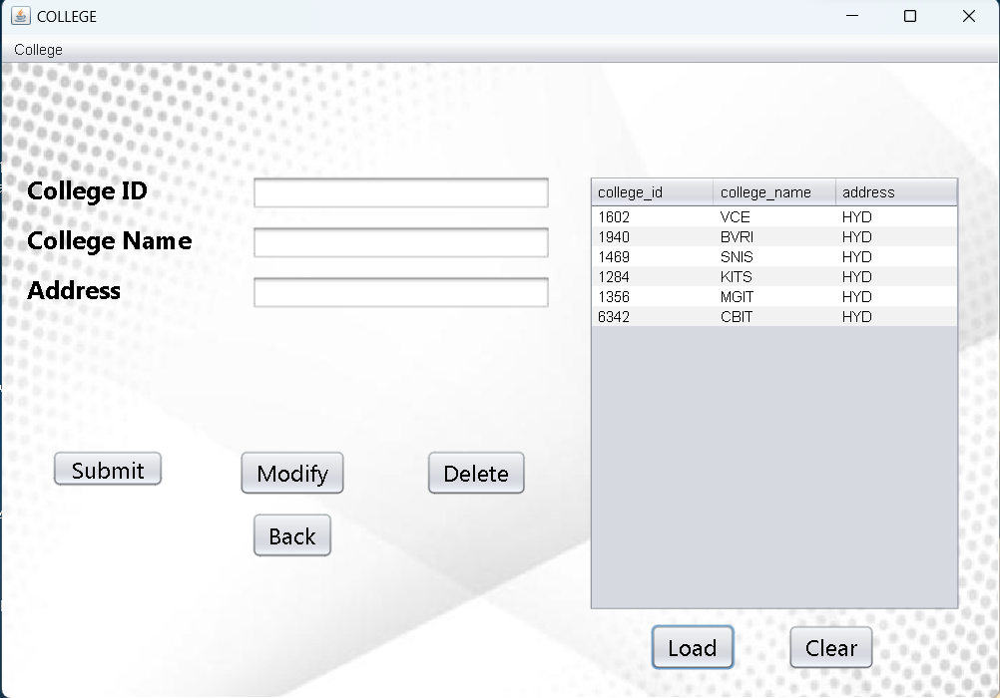 COLLEGE
College
College ID
College Name
Address
college_id college_name address
1602 VCE HYD
1940 BVRI HYD
1469 SNIS HYD
1284 KITS HYD
1356 MGIT HYD
6342 CBIT HYD
Submit Modify Delete
Back
Load Clear